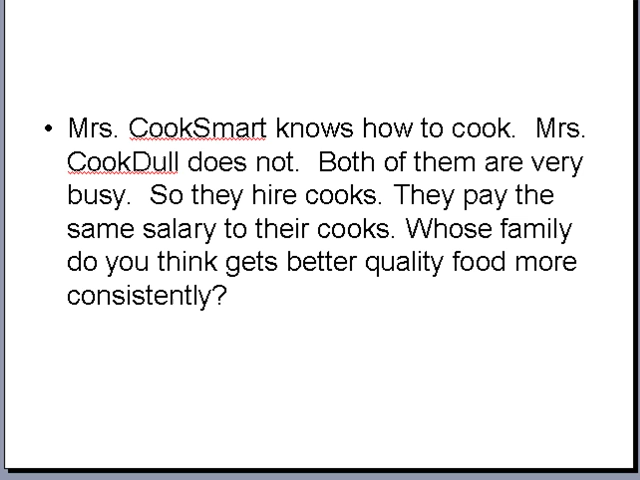 • Mrs. CookSmart knows how to cook.  Mrs.
CookDull does not.  Both of them are very
busy.  So they hire cooks. They pay the
same salary to their cooks. Whose family
do you think gets better quality food more
consistently?